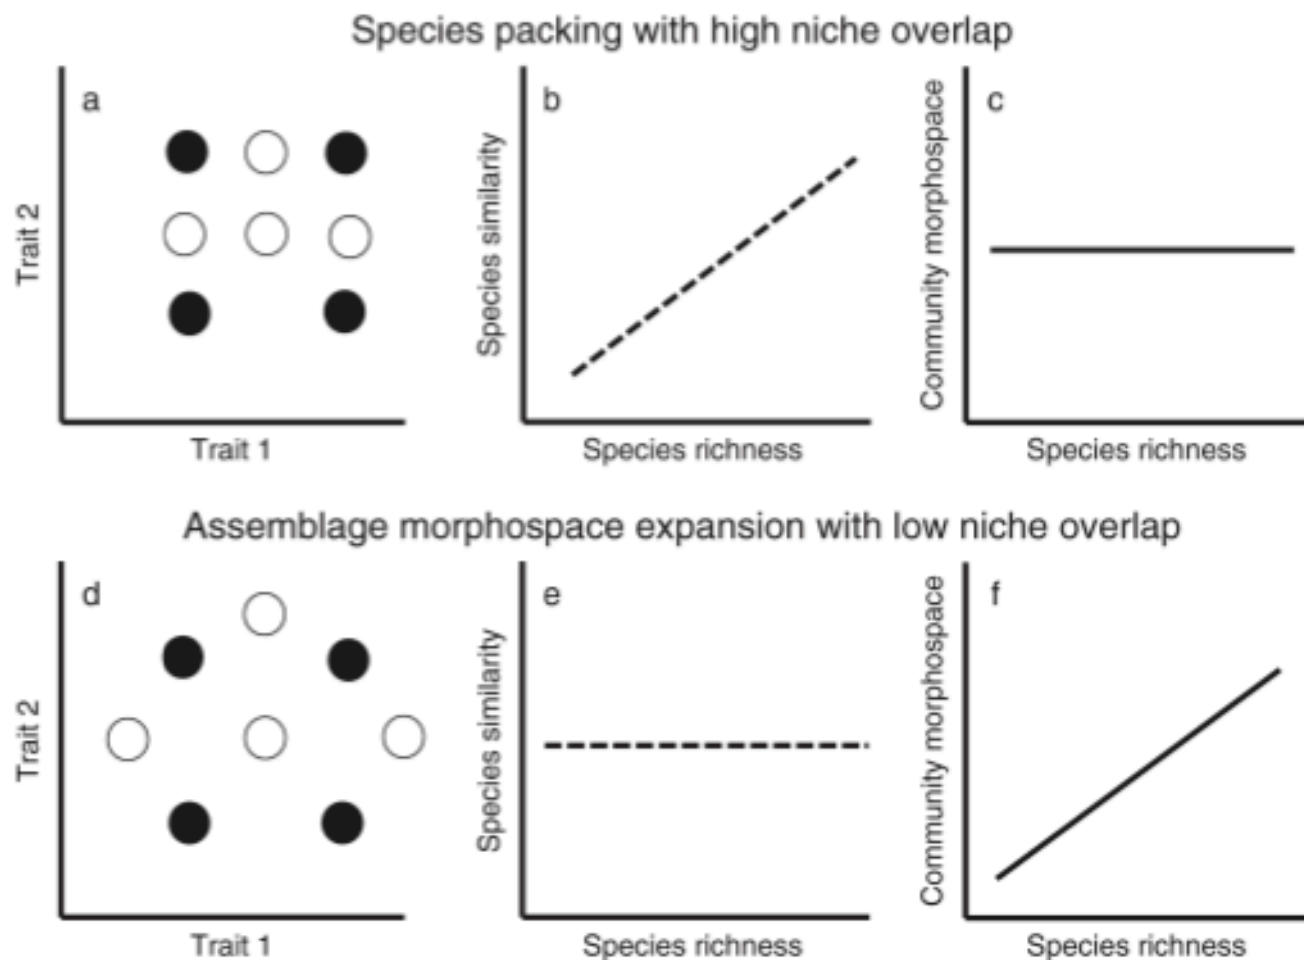 Species packing with high niche overlap
a
Trait 2
Trait 1
b
Species similarity
Species richness
c
Community morphospace
Species richness
Assemblage morphospace expansion with low niche overlap
d
Trait 2
Trait 1
e
Species similarity
Species richness
f
Community morphospace
Species richness